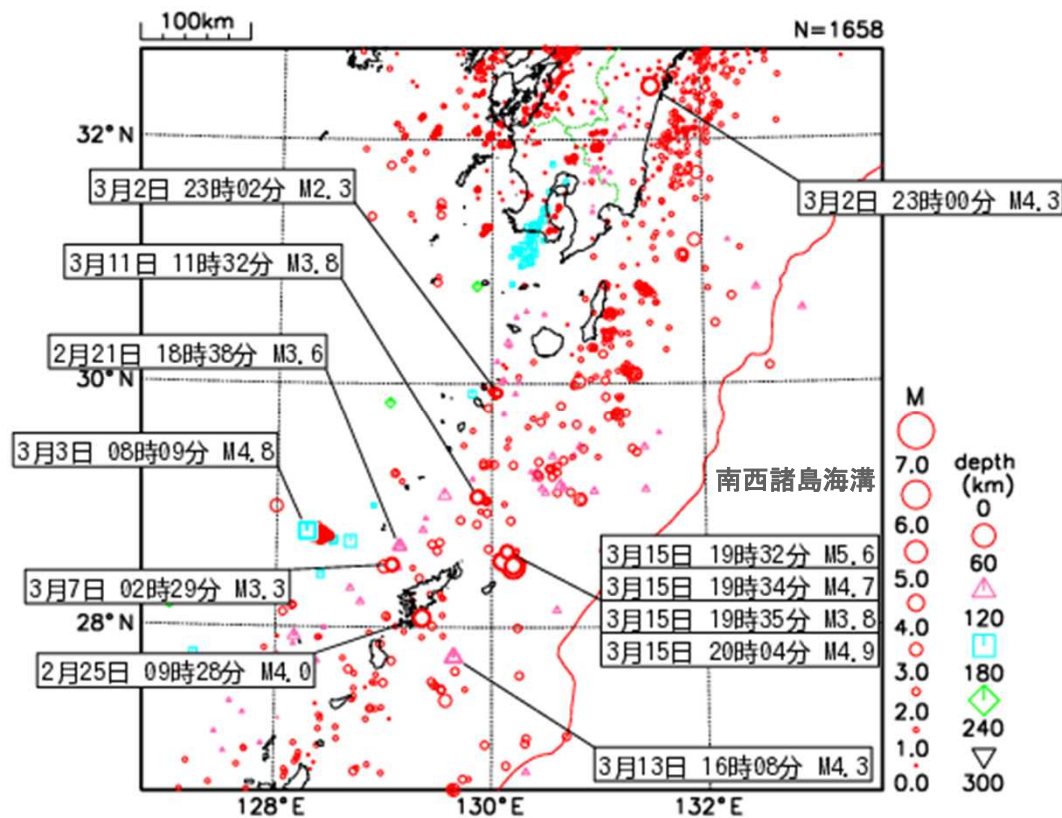 100km
N=1658
32°N
3月2日 23時02分 M2.3
3月2日 23時00分 M4.3
3月11日 11時32分 M3.8
2月21日 18時38分 M3.6
30°N
3月3日 08時09分 M4.8
南西諸島海溝
3月15日 19時32分 M5.6
3月15日 19時34分 M4.7
3月15日 19時35分 M3.8
3月15日 20時04分 M4.9
3月7日 02時29分 M3.3
28°N
2月25日 09時28分 M4.0
3月13日 16時08分 M4.3
128°E
130°E
132°E
M
7.0
6.0
5.0
4.0
3.0
2.0
1.0
0.0
depth
(km)
0
60
120
180
240
300